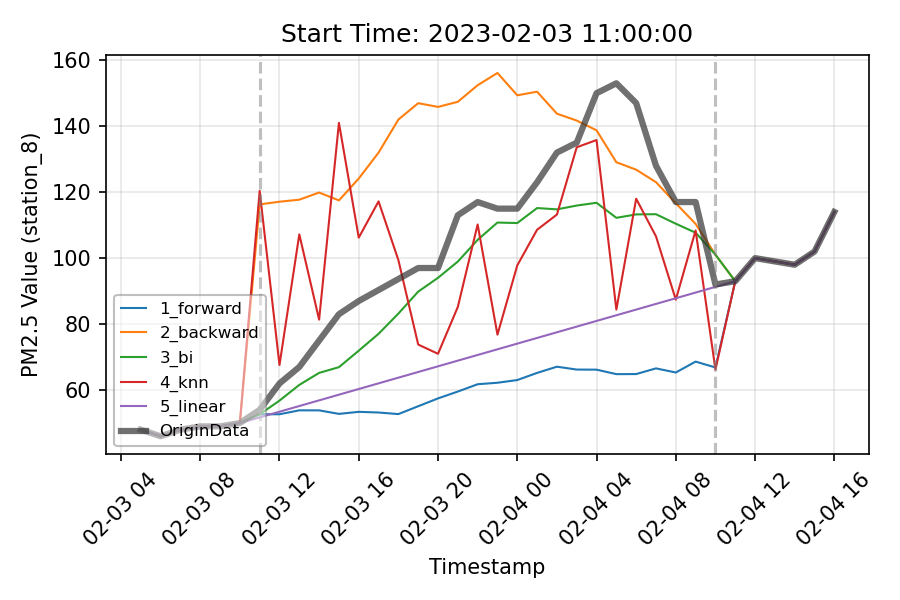 Start Time: 2023-02-03 11:00:00
PM2.5 Value (station_8)
160
140
120
100
80
60
1_forward
2_backward
3_bi
4_knn
5_linear
OriginData
02-03 04
02-03 08
02-03 12
02-03 16
02-03 20
02-04 00
02-04 04
02-04 08
02-04 12
02-04 16
Timestamp